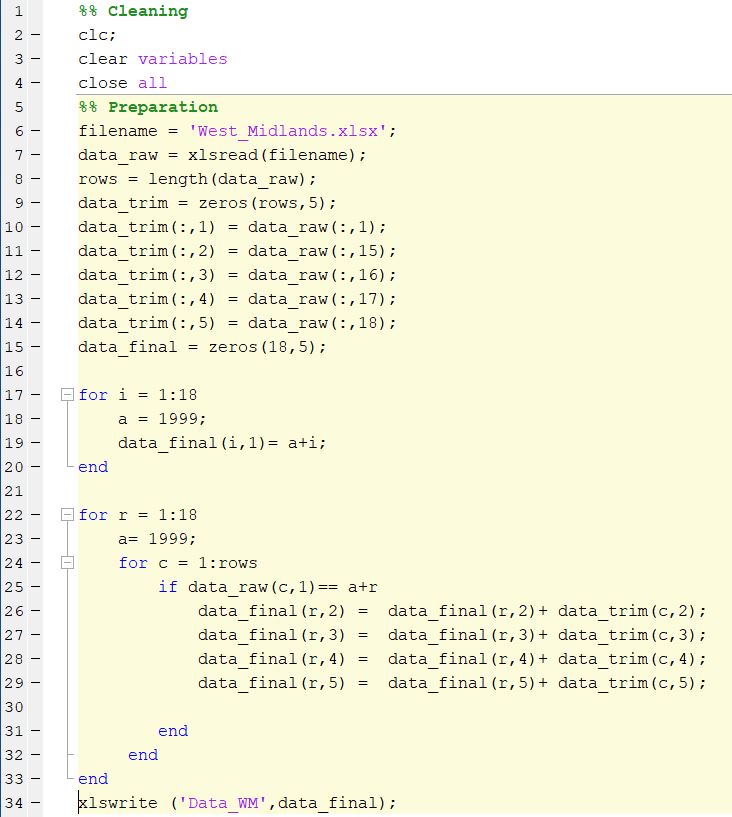 1 %% Cleaning
2 – clc;
3 – clear variables
4 – close all
5 %% Preparation
6 – filename = 'West_Midlands.xlsx';
7 – data_raw = xlsread(filename);
8 – rows = length(data_raw);
9 – data_trim = zeros(rows,5);
10 – data_trim(:,1) = data_raw(:,1);
11 – data_trim(:,2) = data_raw(:,15);
12 – data_trim(:,3) = data_raw(:,16);
13 – data_trim(:,4) = data_raw(:,17);
14 – data_trim(:,5) = data_raw(:,18);
15 – data_final = zeros(18,5);
16
17 – for i = 1:18
18 – a = 1999;
19 – data_final(i,1)= a+i;
20 – end
21
22 – for r = 1:18
23 – a= 1999;
24 – for c = 1:rows
25 – if data_raw(c,1)== a+r
26 – data_final(r,2) =  data_final(r,2)+ data_trim(c,2);
27 – data_final(r,3) =  data_final(r,3)+ data_trim(c,3);
28 – data_final(r,4) =  data_final(r,4)+ data_trim(c,4);
29 – data_final(r,5) =  data_final(r,5)+ data_trim(c,5);
30
31 – end
32 – end
33 – end
34 – xlswrite ('Data_WM',data_final);